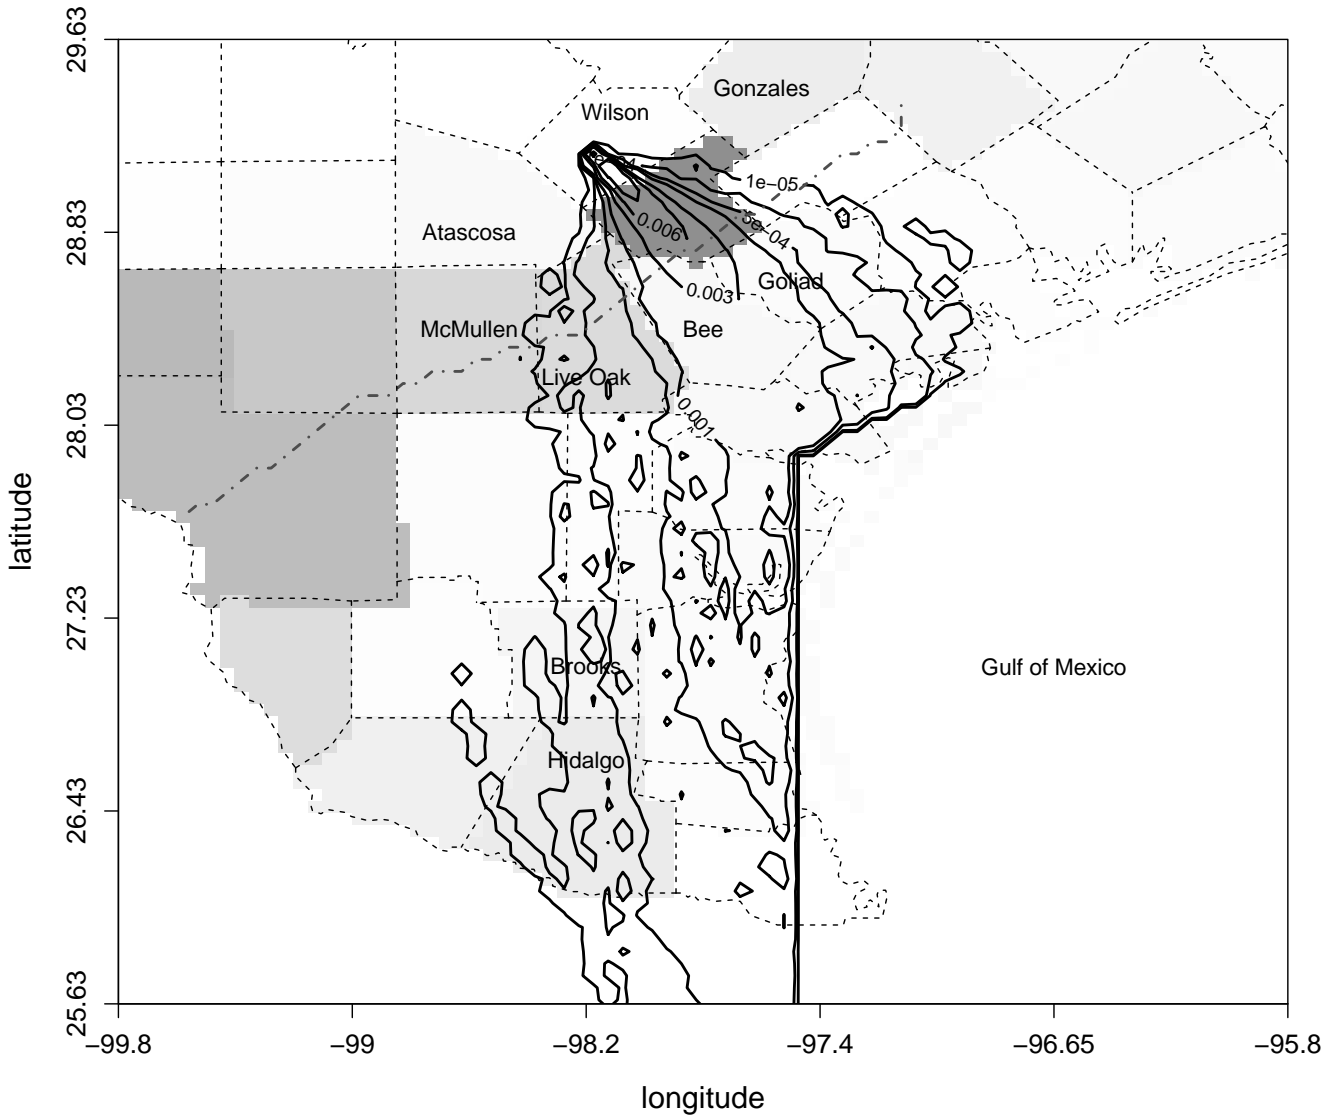 29.63
28.83
28.03
27.23
26.43
25.63
latitude
Gonzales
Wilson
1e−05
Atascosa
0.006
5e−04
Goliad
0.003
McMullen
Bee
Live Oak
0.001
Brooks
Gulf of Mexico
Hidalgo
−99.8
−99
−98.2
−97.4
−96.65
−95.8
longitude